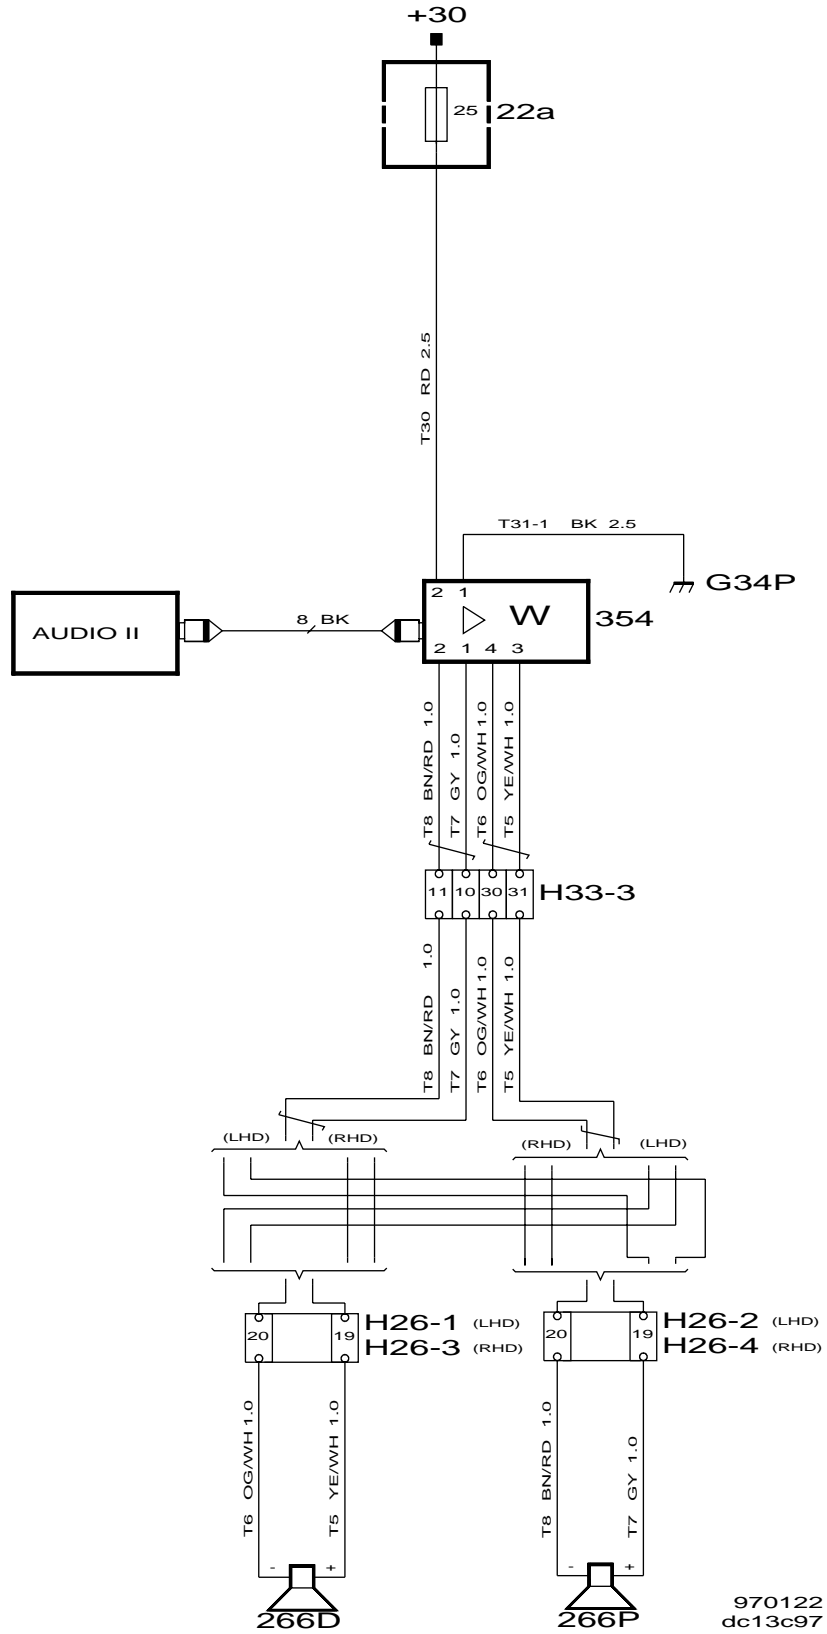 +30
25
22a
T30 RD 2.5
T31-1 BK 2.5
G34P
2 1
W
354
AUDIO II
8 BK
2 1 4 3
T8 BN/RD 1.0
T7 GY 1.0
T6 OG/WH 1.0
T5 YE/WH 1.0
11 10 30 31
H33-3
T8 BN/RD 1.0
T7 GY 1.0
T6 OG/WH 1.0
T5 YE/WH 1.0
(LHD) (RHD)
(RHD) (LHD)
20 19
H26-1 (LHD)
H26-3 (RHD)
20 19
H26-2 (LHD)
H26-4 (RHD)
T6 OG/WH 1.0
T5 YE/WH 1.0
T8 BN/RD 1.0
T7 GY 1.0
- +
- +
266D
266P
970122
dc13c97